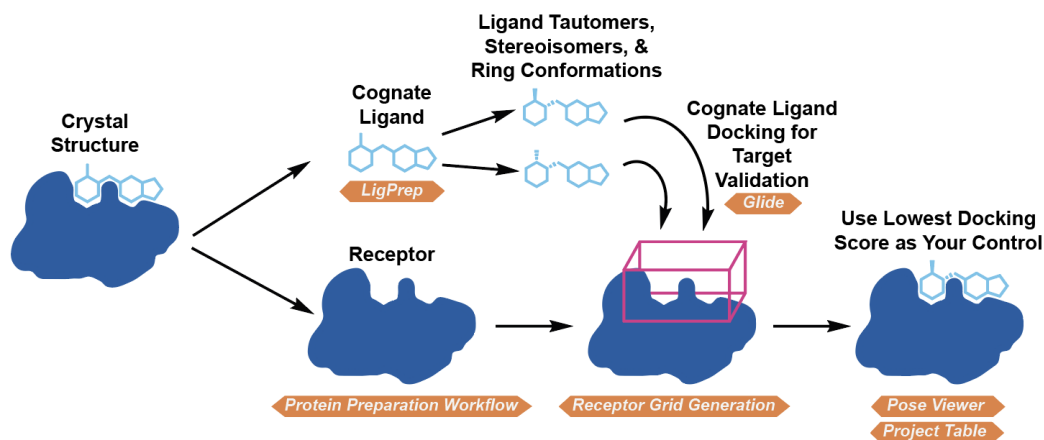 Crystal
Structure
Cognate
Ligand
LigPrep
Ligand Tautomers,
Stereoisomers, &
Ring Conformations
Cognate Ligand
Docking for
Target
Validation
Glide
Receptor
Protein Preparation Workflow
Receptor Grid Generation
Use Lowest Docking
Score as Your Control
Pose Viewer
Project Table